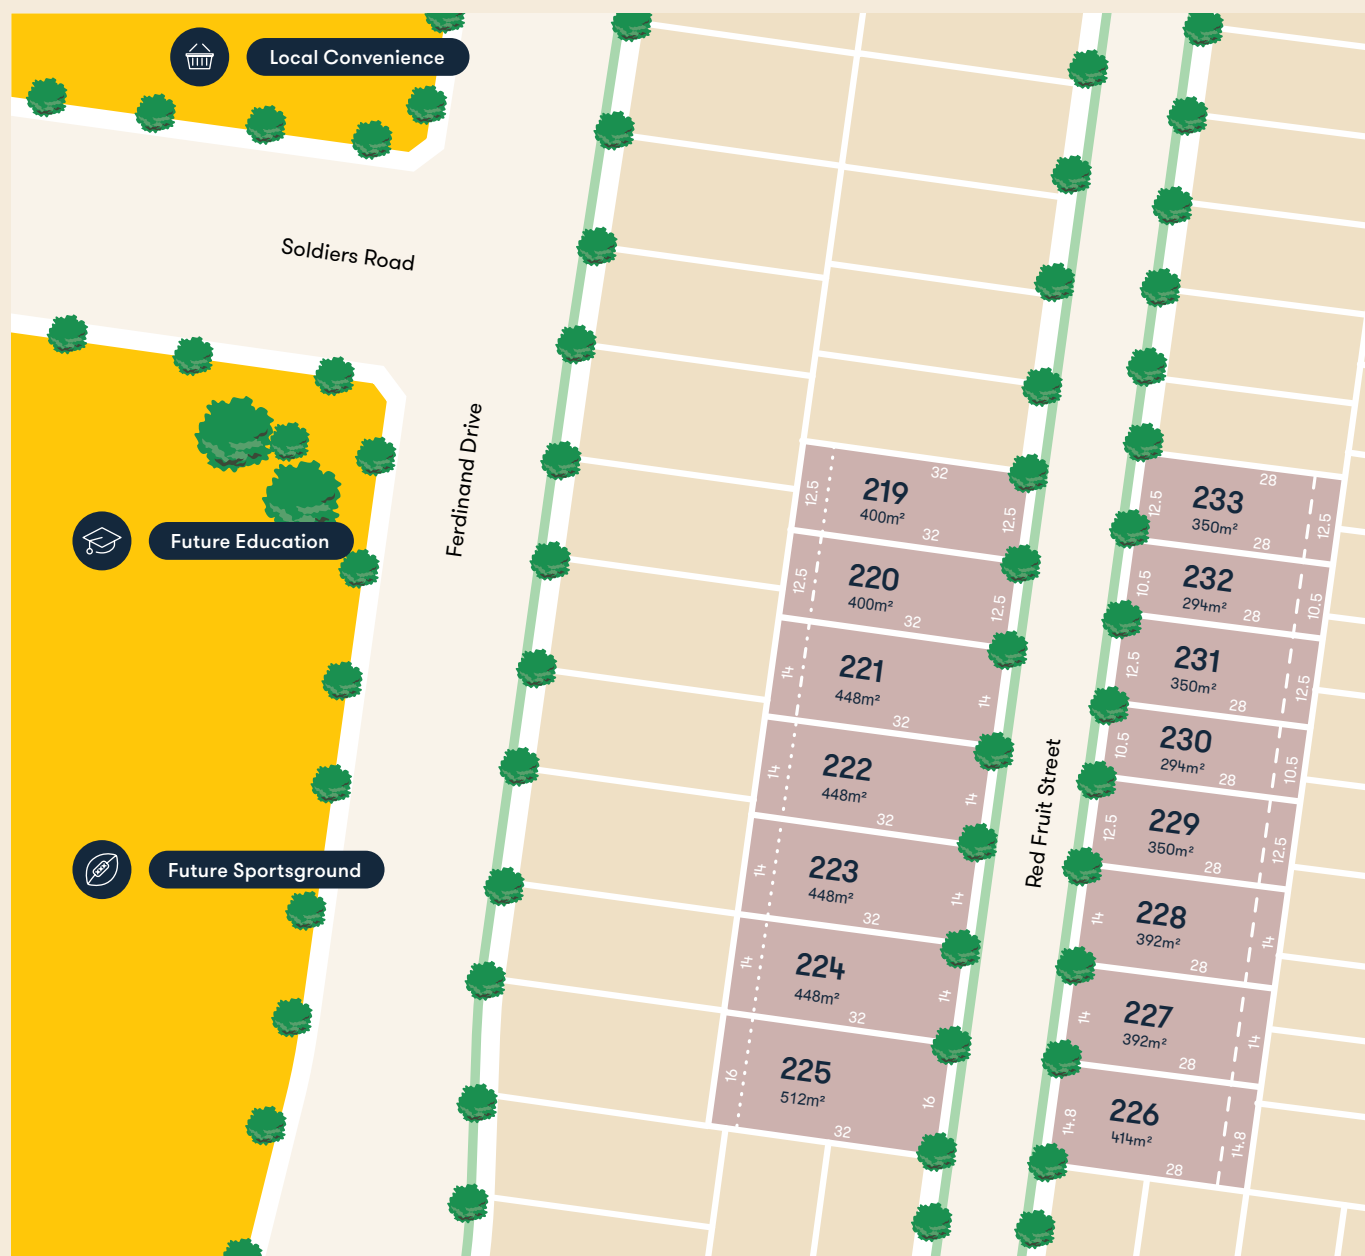 Local Convenience
Soldiers Road
Ferdinand Drive
Future Education
Future Sportsground
Red Fruit Street
32
12.5
219
400m²
12.5
32
12.5
220
400m²
12.5
32
14
221
448m²
14
32
14
222
448m²
14
32
14
223
448m²
14
32
14
224
448m²
14
32
16
225
512m²
16
32
28
12.5
233
350m²
12.5
28
10.5
232
294m²
10.5
28
12.5
231
350m²
12.5
28
10.5
230
294m²
10.5
28
12.5
229
350m²
12.5
28
14
228
392m²
14
28
14
227
392m²
14
28
14.8
226
414m²
14.8
28